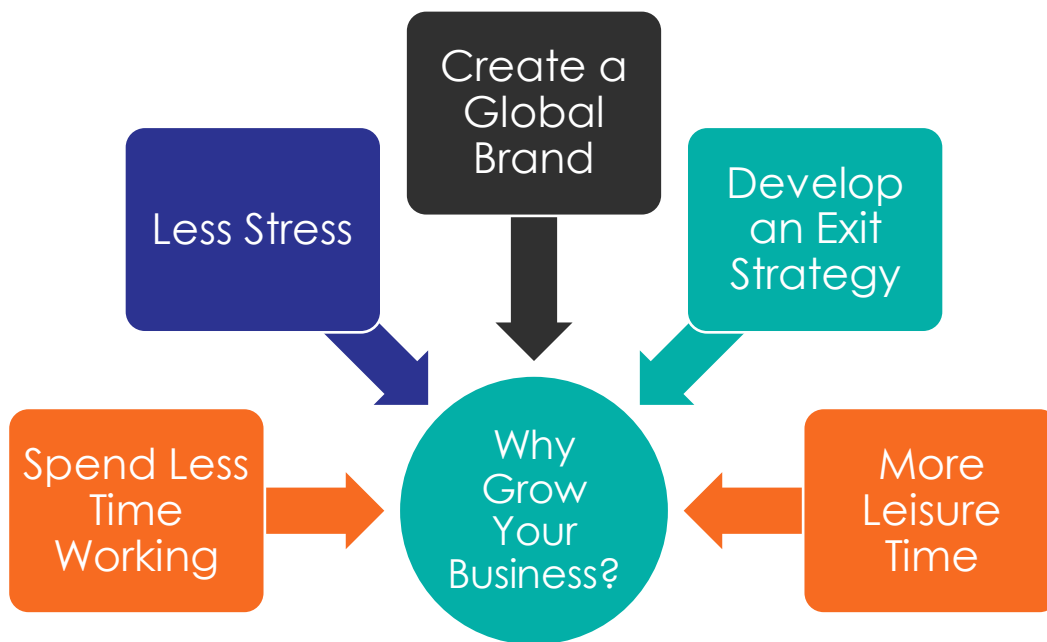 Create a
Global
Brand
Less Stress
Develop
an Exit
Strategy
Spend Less
Time
Working
Why
Grow
Your
Business?
More
Leisure
Time